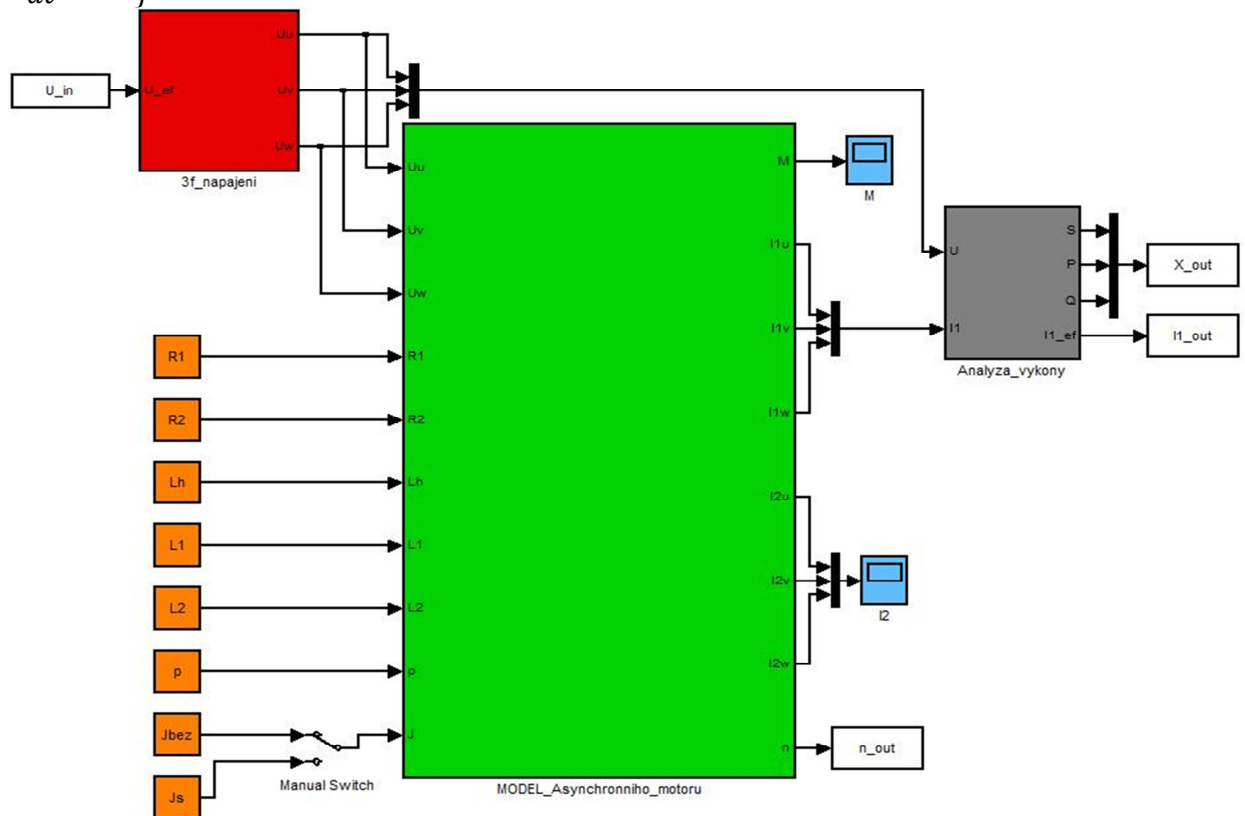 U_in
U_ef
Uu
Uv
Uw
3f_napajeni
Uu
Uv
Uw
R1
R2
Lh
L1
L2
p
J
M
I1u
I1v
I1w
I2u
I2v
I2w
n
MODEL_Asynchronniho_motoru
R1
R2
Lh
L1
L2
p
Jbez
Js
Manual Switch
M
I2
n_out
U
I1
S
P
Q
I1_ef
Analyza_vykony
X_out
I1_out